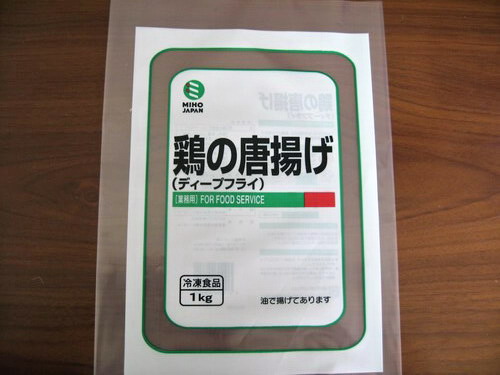 MIHO
JAPAN
鶏の唐揚げ
(ディープフライ)
[業務用] FOR FOOD SERVICE
冷凍食品
1kg
油で揚げてあります